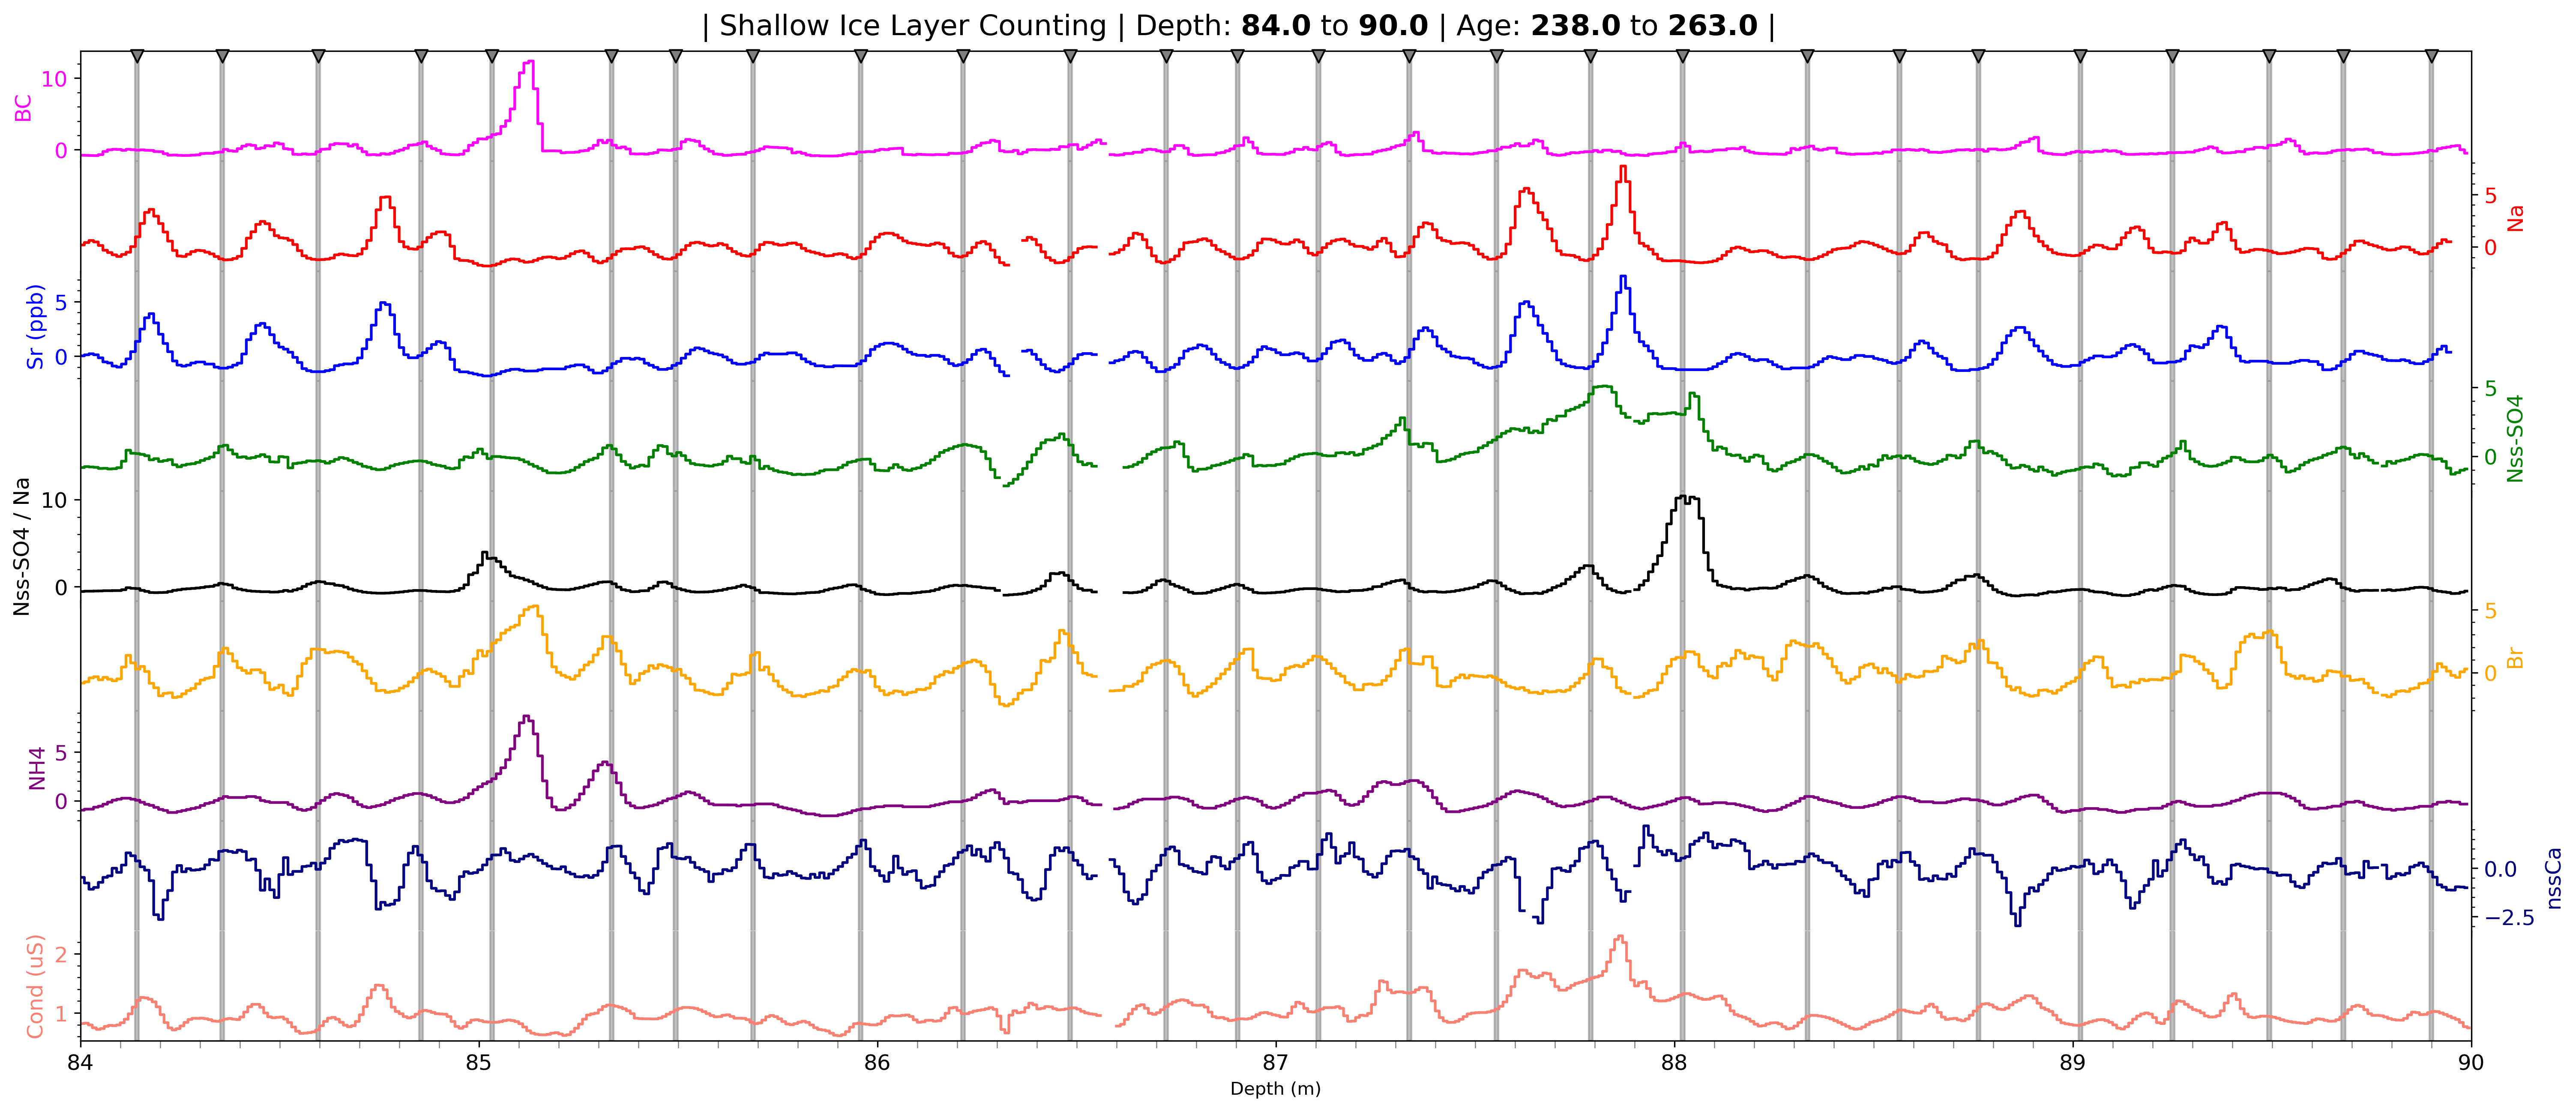 | Shallow Ice Layer Counting | Depth: 84.0 to 90.0 | Age: 238.0 to 263.0 |
BC
10
0
5
0
Na
Sr (ppb)
5
0
5
0
Nss-SO4
Nss-SO4 / Na
10
0
5
0
Br
NH4
5
0
0.0
−2.5
nssCa
Cond (uS)
2
1
84 85 86 87 88 89 90
Depth (m)